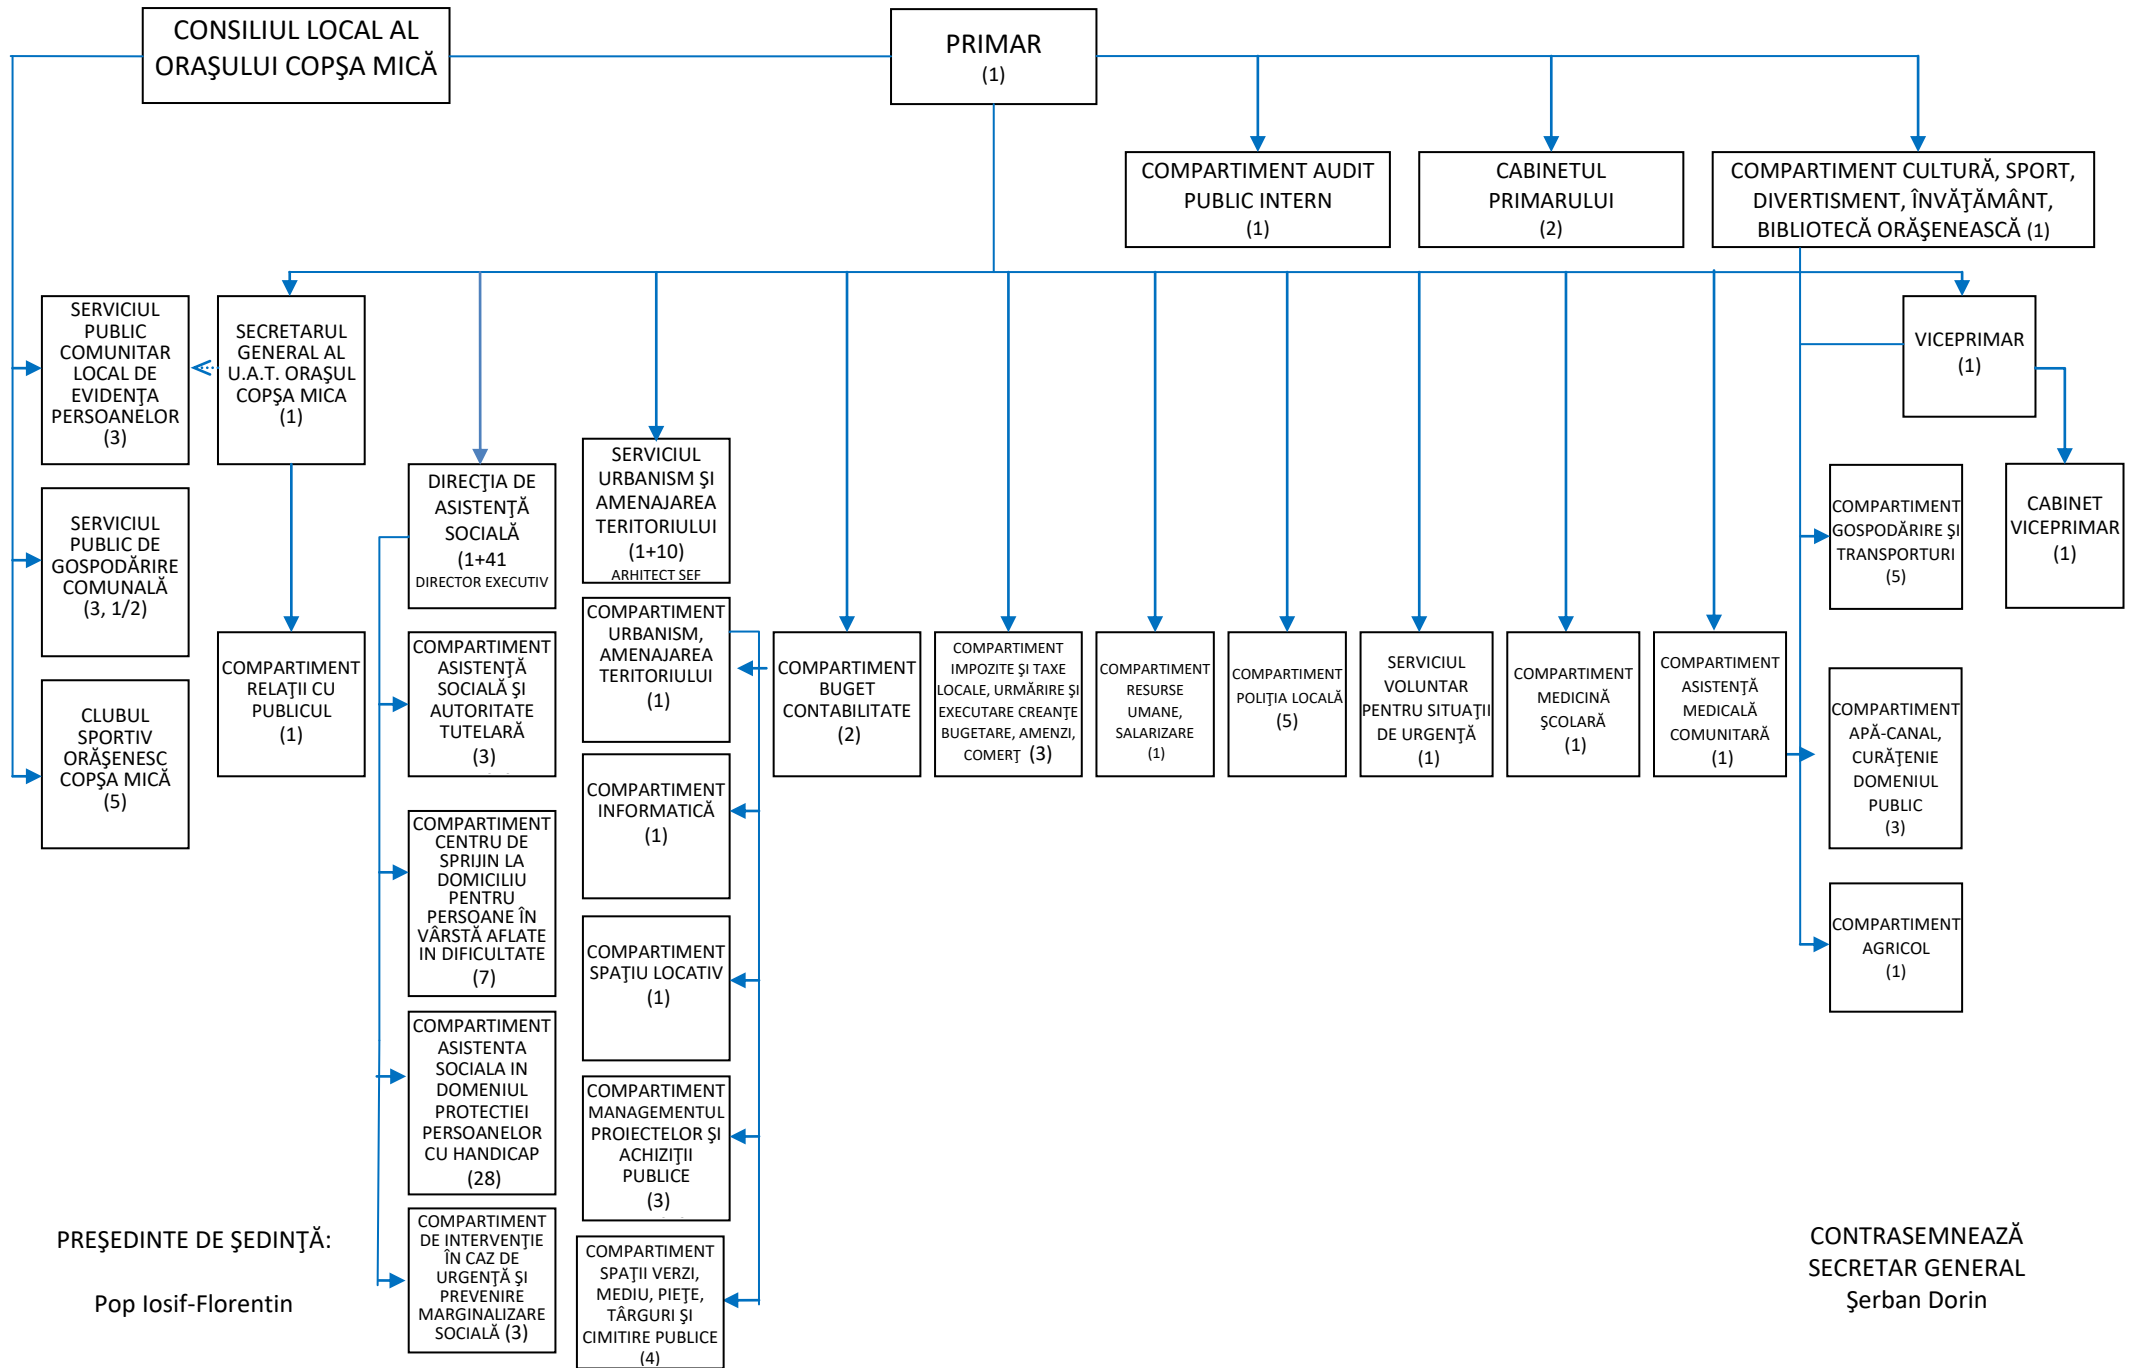 CONSILIUL LOCAL AL
ORAŞULUI COPŞA MICĂ
PRIMAR
(1)
COMPARTIMENT AUDIT
PUBLIC INTERN
(1)
CABINETUL
PRIMARULUI
(2)
COMPARTIMENT CULTURĂ, SPORT,
DIVERTISMENT, ÎNVĂŢĂMÂNT,
BIBLIOTECĂ ORĂŞENEASCĂ (1)
SERVICIUL
PUBLIC
COMUNITAR
LOCAL DE
EVIDENŢA
PERSOANELOR
(3)
SECRETARUL
GENERAL AL
U.A.T. ORAŞUL
COPŞA MICA
(1)
VICEPRIMAR
(1)
SERVICIUL
PUBLIC DE
GOSPODĂRIRE
COMUNALĂ
(3, 1/2)
DIRECŢIA DE
ASISTENŢĂ
SOCIALĂ
(1+41
DIRECTOR EXECUTIV
SERVICIUL
URBANISM ŞI
AMENAJAREA
TERITORIULUI
(1+10)
ARHITECT SEF
COMPARTIMENT
GOSPODĂRIRE ŞI
TRANSPORTURI
(5)
CABINET
VICEPRIMAR
(1)
CLUBUL
SPORTIV
ORĂŞENESC
COPŞA MICĂ
(5)
COMPARTIMENT
RELAŢII CU
PUBLICUL
(1)
COMPARTIMENT
ASISTENŢĂ
SOCIALĂ ŞI
AUTORITATE
TUTELARĂ
(3)
COMPARTIMENT
URBANISM,
AMENAJAREA
TERITORIULUI
(1)
COMPARTIMENT
BUGET
CONTABILITATE
(2)
COMPARTIMENT
IMPOZITE ŞI TAXE
LOCALE, URMĂRIRE ŞI
EXECUTARE CREANŢE
BUGETARE, AMENZI,
COMERŢ (3)
COMPARTIMENT
RESURSE
UMANE,
SALARIZARE
(1)
COMPARTIMENT
POLIŢIA LOCALĂ
(5)
SERVICIUL
VOLUNTAR
PENTRU SITUAŢII
DE URGENŢĂ
(1)
COMPARTIMENT
MEDICINĂ
ŞCOLARĂ
(1)
COMPARTIMENT
ASISTENŢĂ
MEDICALĂ
COMUNITARĂ
(1)
COMPARTIMENT
APĂ-CANAL,
CURĂŢENIE
DOMENIUL
PUBLIC
(3)
COMPARTIMENT
INFORMATICĂ
(1)
COMPARTIMENT
CENTRU DE
SPRIJIN LA
DOMICILIU
PENTRU
PERSOANE ÎN
VÂRSTĂ AFLATE
IN DIFICULTATE
(7)
COMPARTIMENT
SPAŢIU LOCATIV
(1)
COMPARTIMENT
AGRICOL
(1)
COMPARTIMENT
ASISTENTA
SOCIALA IN
DOMENIUL
PROTECTIEI
PERSOANELOR
CU HANDICAP
(28)
COMPARTIMENT
MANAGEMENTUL
PROIECTELOR ŞI
ACHIZIŢII
PUBLICE
(3)
COMPARTIMENT
DE INTERVENŢIE
ÎN CAZ DE
URGENŢĂ ŞI
PREVENIRE
MARGINALIZARE
SOCIALĂ (3)
COMPARTIMENT
SPAŢII VERZI,
MEDIU, PIEŢE,
TÂRGURI ŞI
CIMITIRE PUBLICE
(4)
PREŞEDINTE DE ŞEDINŢĂ:
Pop Iosif-Florentin
CONTRASEMNEAZĂ
SECRETAR GENERAL
Şerban Dorin